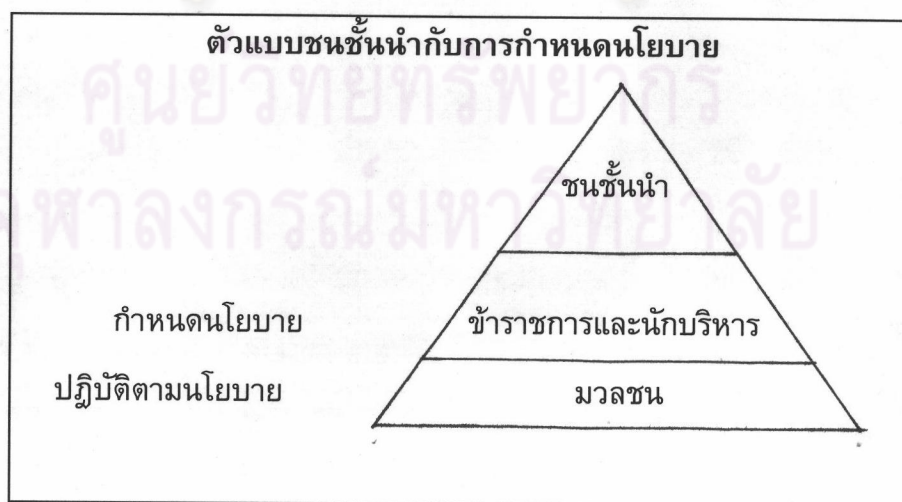 ตัวแบบชนชั้นนำกับการกำหนดนโยบาย
ศูนย์วิทยทรัพยากร
ชนชั้นนำ
จุฬาลงกรณ์มหาวิทยาลัย
กำหนดนโยบาย ข้าราชการและนักบริหาร
ปฏิบัติตามนโยบาย มวลชน